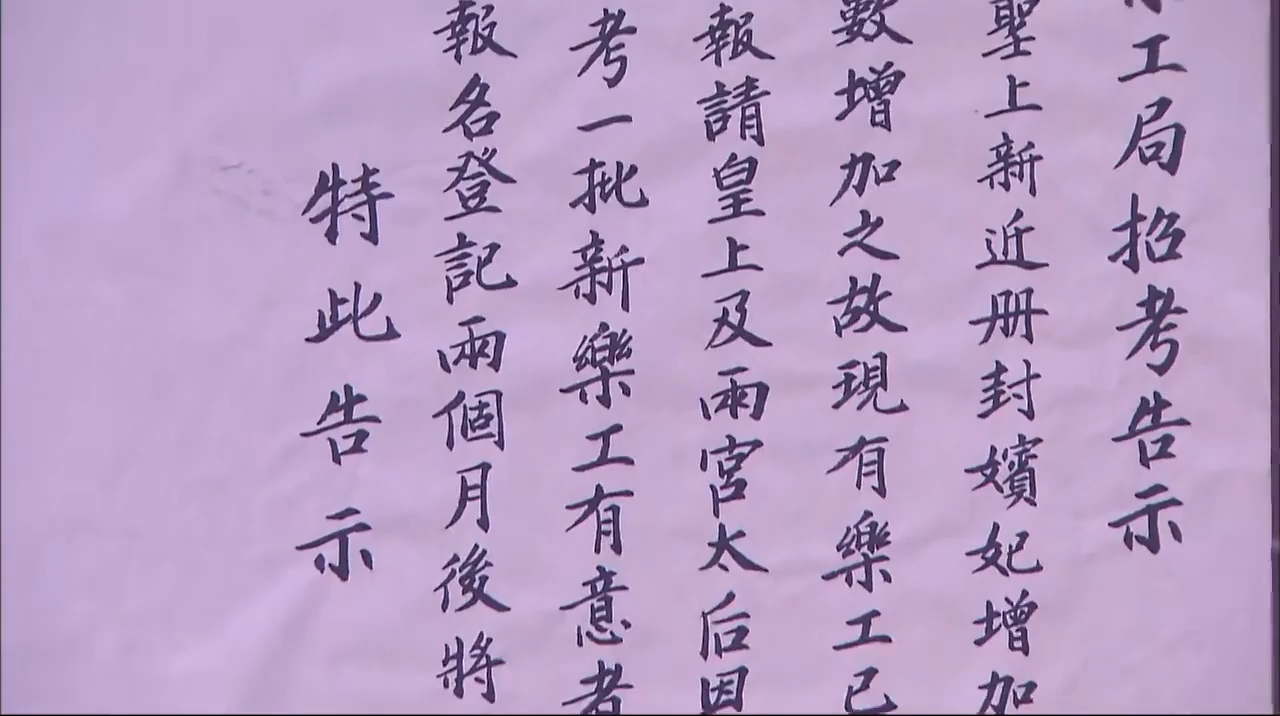 工局招考告示
聖上新近册封嬪妃增加
數增加之故現有樂工已
報請皇上及兩宮太后因
考一批新樂工有意者
報名登記兩個月後將
特此告示